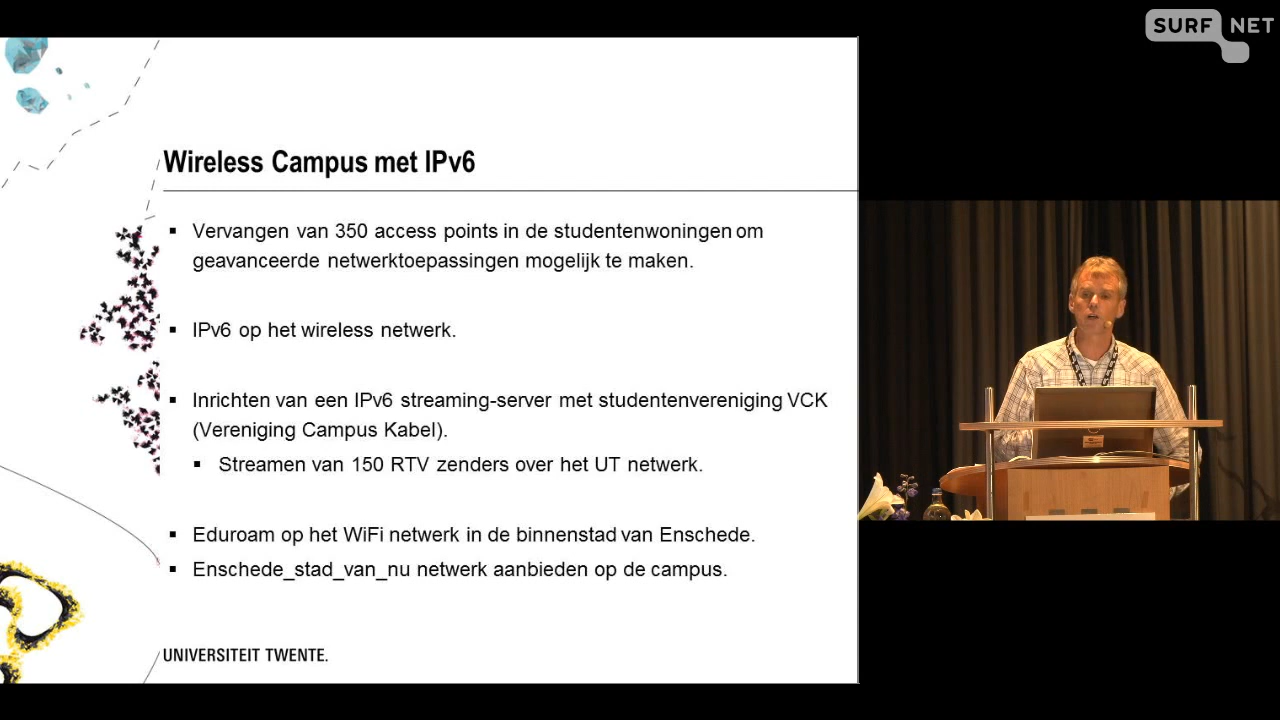 SURF NET
Wireless Campus met IPv6
Vervangen van 350 access points in de studentenwoningen om
geavanceerde netwerktoepassingen mogelijk te maken.
IPv6 op het wireless netwerk.
Inrichten van een IPv6 streaming-server met studentenvereniging VCK
(Vereniging Campus Kabel).
Streamen van 150 RTV zenders over het UT netwerk.
Eduroam op het WiFi netwerk in de binnenstad van Enschede.
Enschede_stad_van_nu netwerk aanbieden op de campus.
UNIVERSITEIT TWENTE.